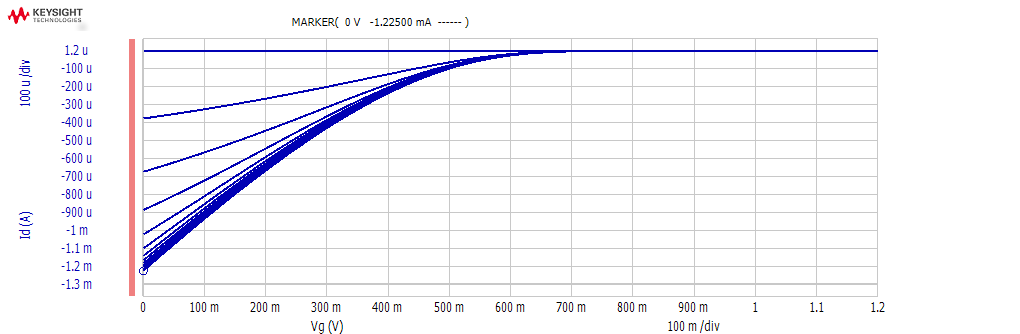 KEYSIGHT
TECHNOLOGIES
MARKER( 0 V -1.22500 mA ------ )
100 u /div
Id (A)
1.2 u
-100 u
-200 u
-300 u
-400 u
-500 u
-600 u
-700 u
-800 u
-900 u
-1 m
-1.1 m
-1.2 m
-1.3 m
0 100 m 200 m 300 m 400 m 500 m 600 m 700 m 800 m 900 m 1 1.1 1.2
Vg (V) 100 m /div